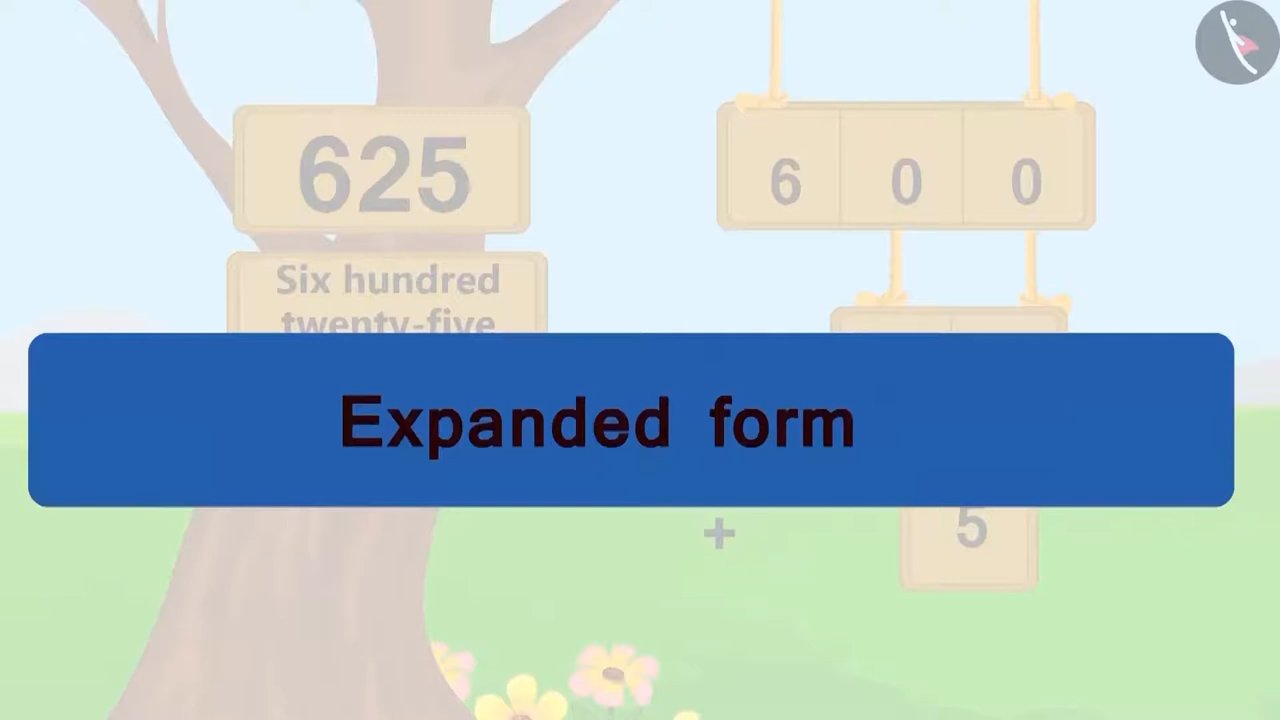 625
6 0 0
Six hundred
twenty-five
Expanded form
+ 5